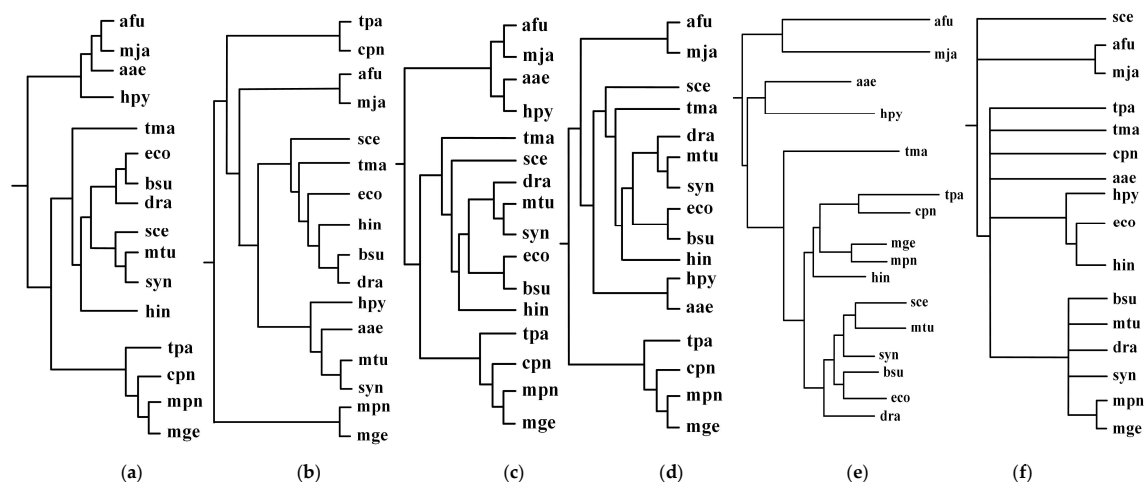 afu
mja
aae
hpy
tma
eco
bsu
dra
sce
mtu
syn
hin
tpa
cpn
mpn
mge
(a)
tpa
cpn
afu
mja
sce
tma
eco
hin
bsu
dra
hpy
aae
mtu
syn
mpn
mge
(b)
afu
mja
aae
hpy
tma
sce
dra
mtu
syn
eco
bsu
hin
tpa
cpn
mpn
mge
(c)
afu
mja
sce
tma
dra
mtu
syn
eco
bsu
hin
hpy
aae
tpa
cpn
mpn
mge
(d)
afu
mja
aae
hpy
tma
tpa
cpn
mge
mpn
hin
sce
mtu
syn
bsu
eco
dra
(e)
sce
afu
mja
tpa
tma
cpn
aae
hpy
eco
hin
bsu
mtu
dra
syn
mpn
mge
(f)